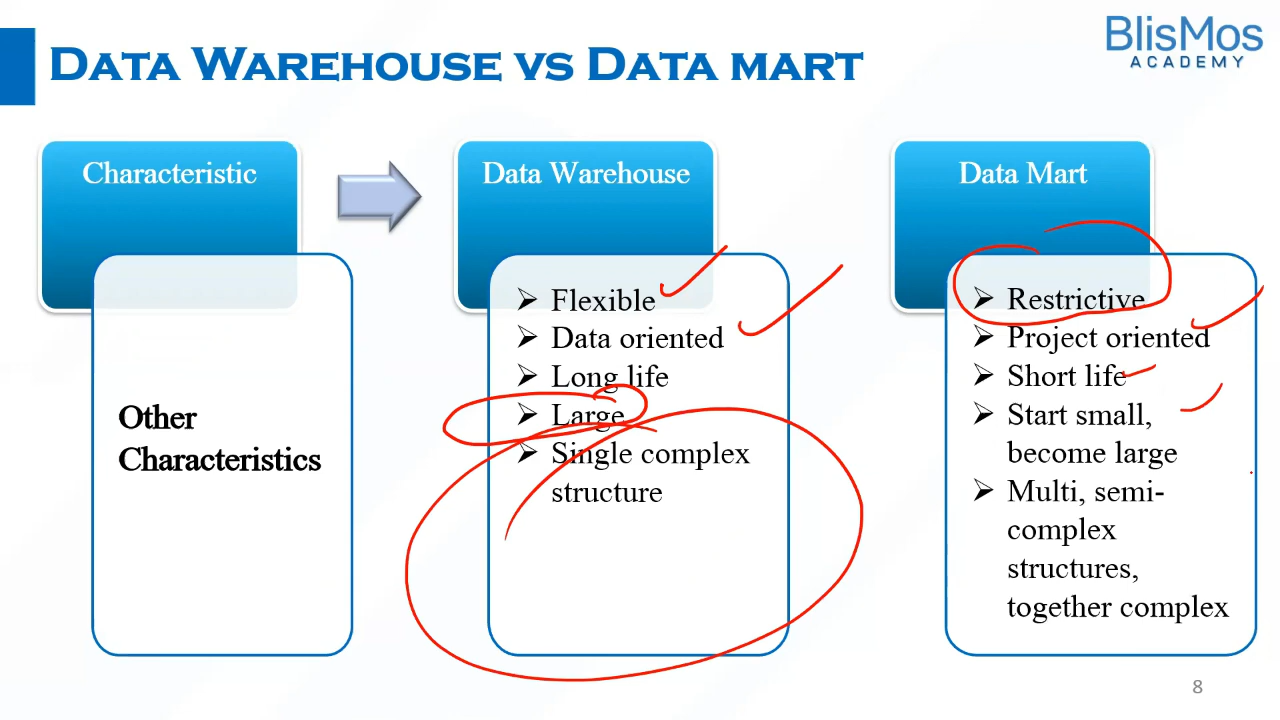 DATA WAREHOUSE VS DATA MART
BlisMos
ACADEMY
Characteristic
Other
Characteristics
Data Warehouse
➢ Flexible
➢ Data oriented
➢ Long life
➢ Large
➢ Single complex
structure
Data Mart
➢ Restrictive
➢ Project oriented
➢ Short life
➢ Start small,
become large
➢ Multi, semi-
complex
structures,
together complex
8